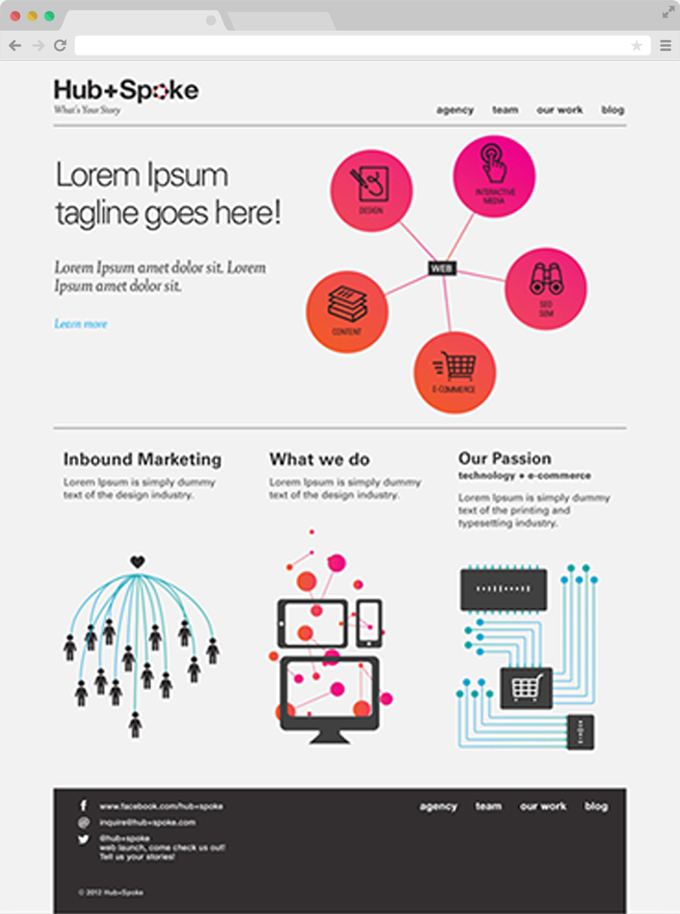 Hub+Spoke
What's Your Story
agency team our work blog
Lorem Ipsum
tagline goes here!
Lorem Ipsum amet dolor sit. Lorem
Ipsum amet dolor sit.
Learn more
DESIGN
INTERACTIVE
MEDIA
WEB
SEO
SEM
CONTENT
E-COMMERCE
Inbound Marketing
Lorem Ipsum is simply dummy
text of the design industry.
What we do
Lorem Ipsum is simply dummy
text of the design industry.
Our Passion
technology • e-commerce
Lorem Ipsum is simply dummy
text of the printing and
typesetting industry.
www.facebook.com/hub+spoke
inquire@hub+spoke.com
@hub+spoke
web launch, come check us out!
Tell us your stories!
agency team our work blog
© 2012 Hub+Spoke